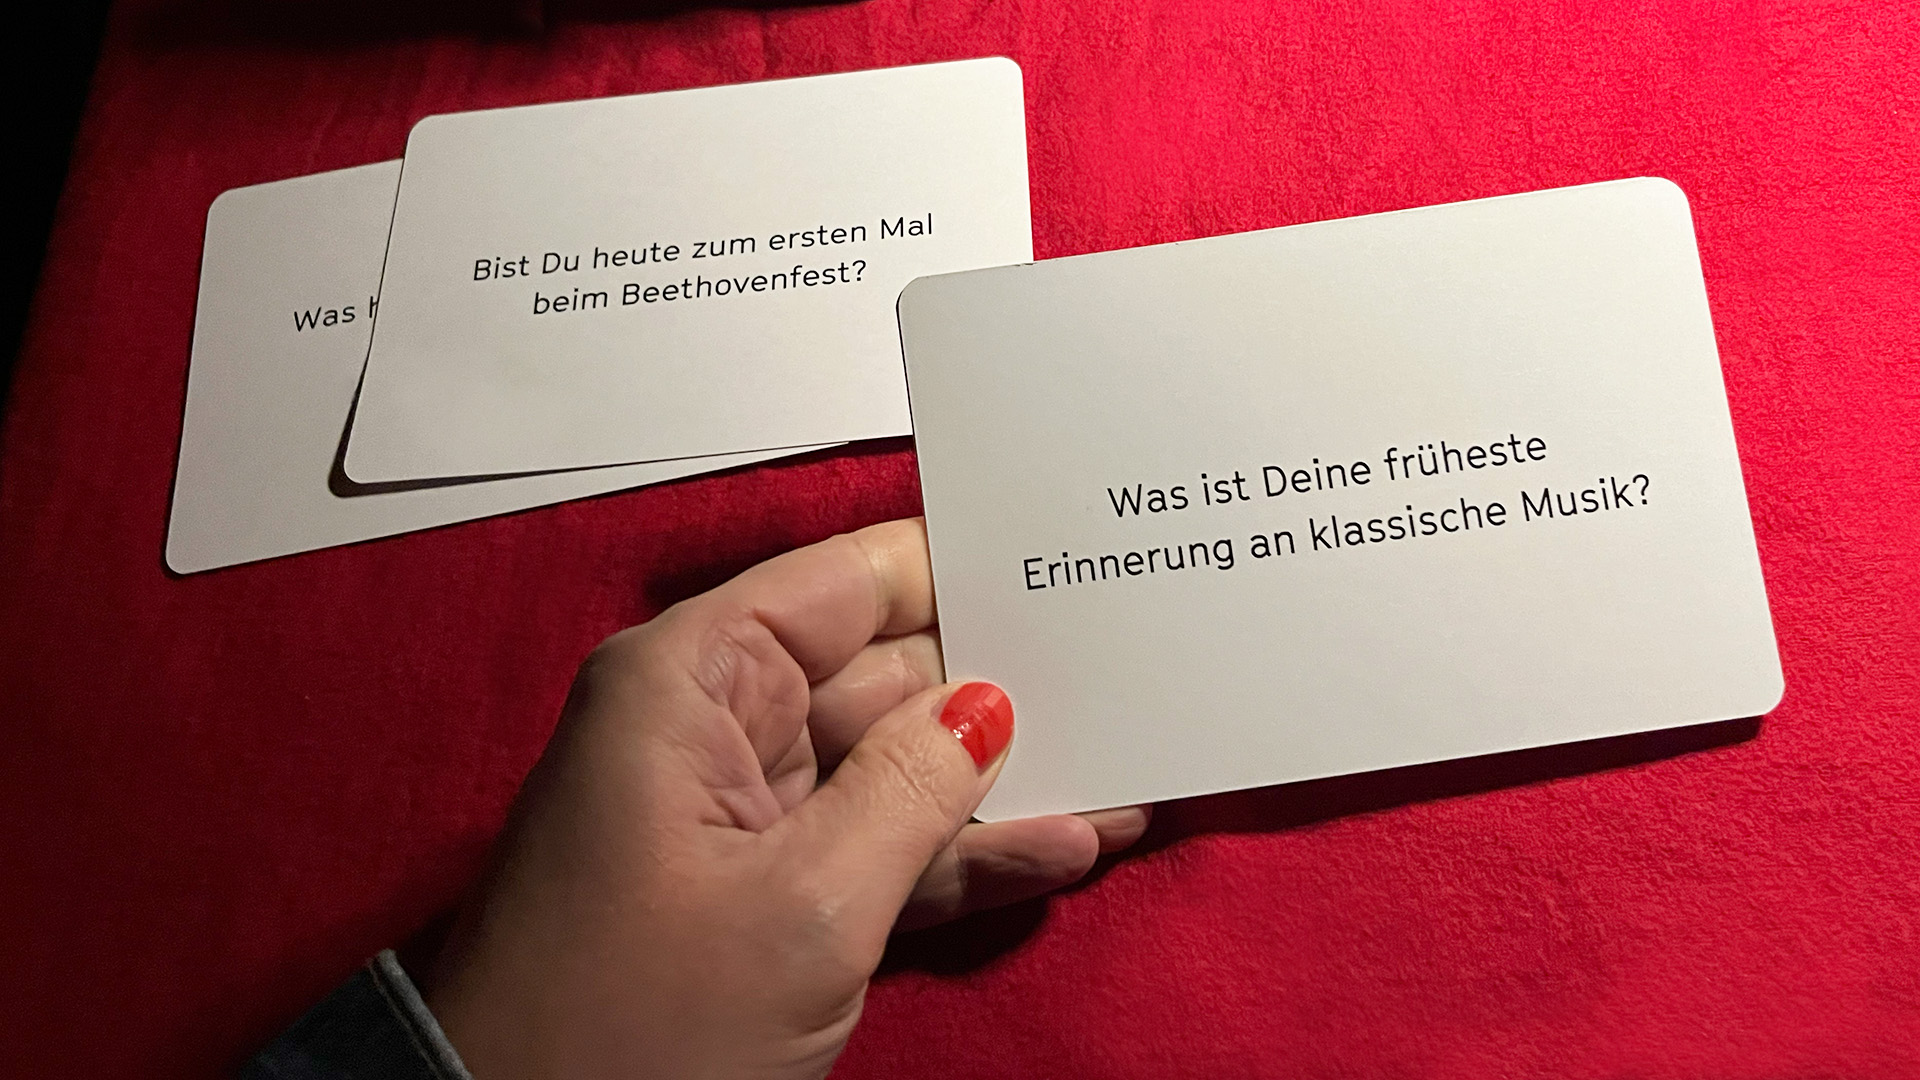 Was
Bist Du heute zum ersten Mal
beim Beethovenfest?
Was ist Deine früheste
Erinnerung an klassische Musik?